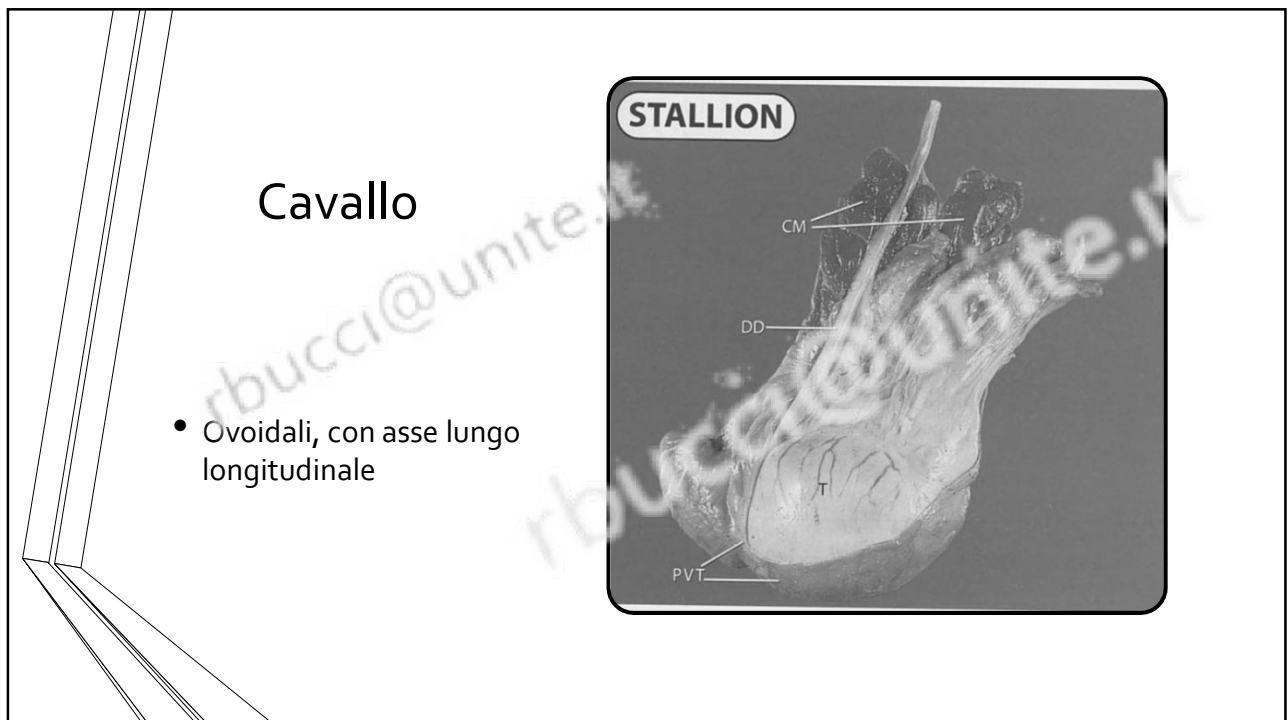 Cavallo
• Ovoidali, con asse lungo
longitudinale
STALLION
CM
DD
T
PVT
rbucci@unite.it
rbucci@unite.it